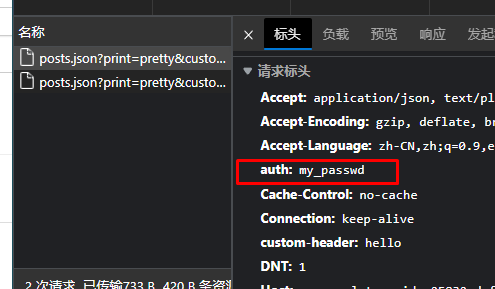 名称
posts.json?print=pretty&custo...
posts.json?print=pretty&custo...
2 次请求 已传输733 B 420 B 条资源
× 标头 负载 预览 响应 发起
请求标头
Accept: application/json, text/pl
Accept-Encoding: gzip, deflate, br
Accept-Language: zh-CN,zh;q=0.9,e
auth: my_passwd
Cache-Control: no-cache
Connection: keep-alive
custom-header: hello
DNT: 1